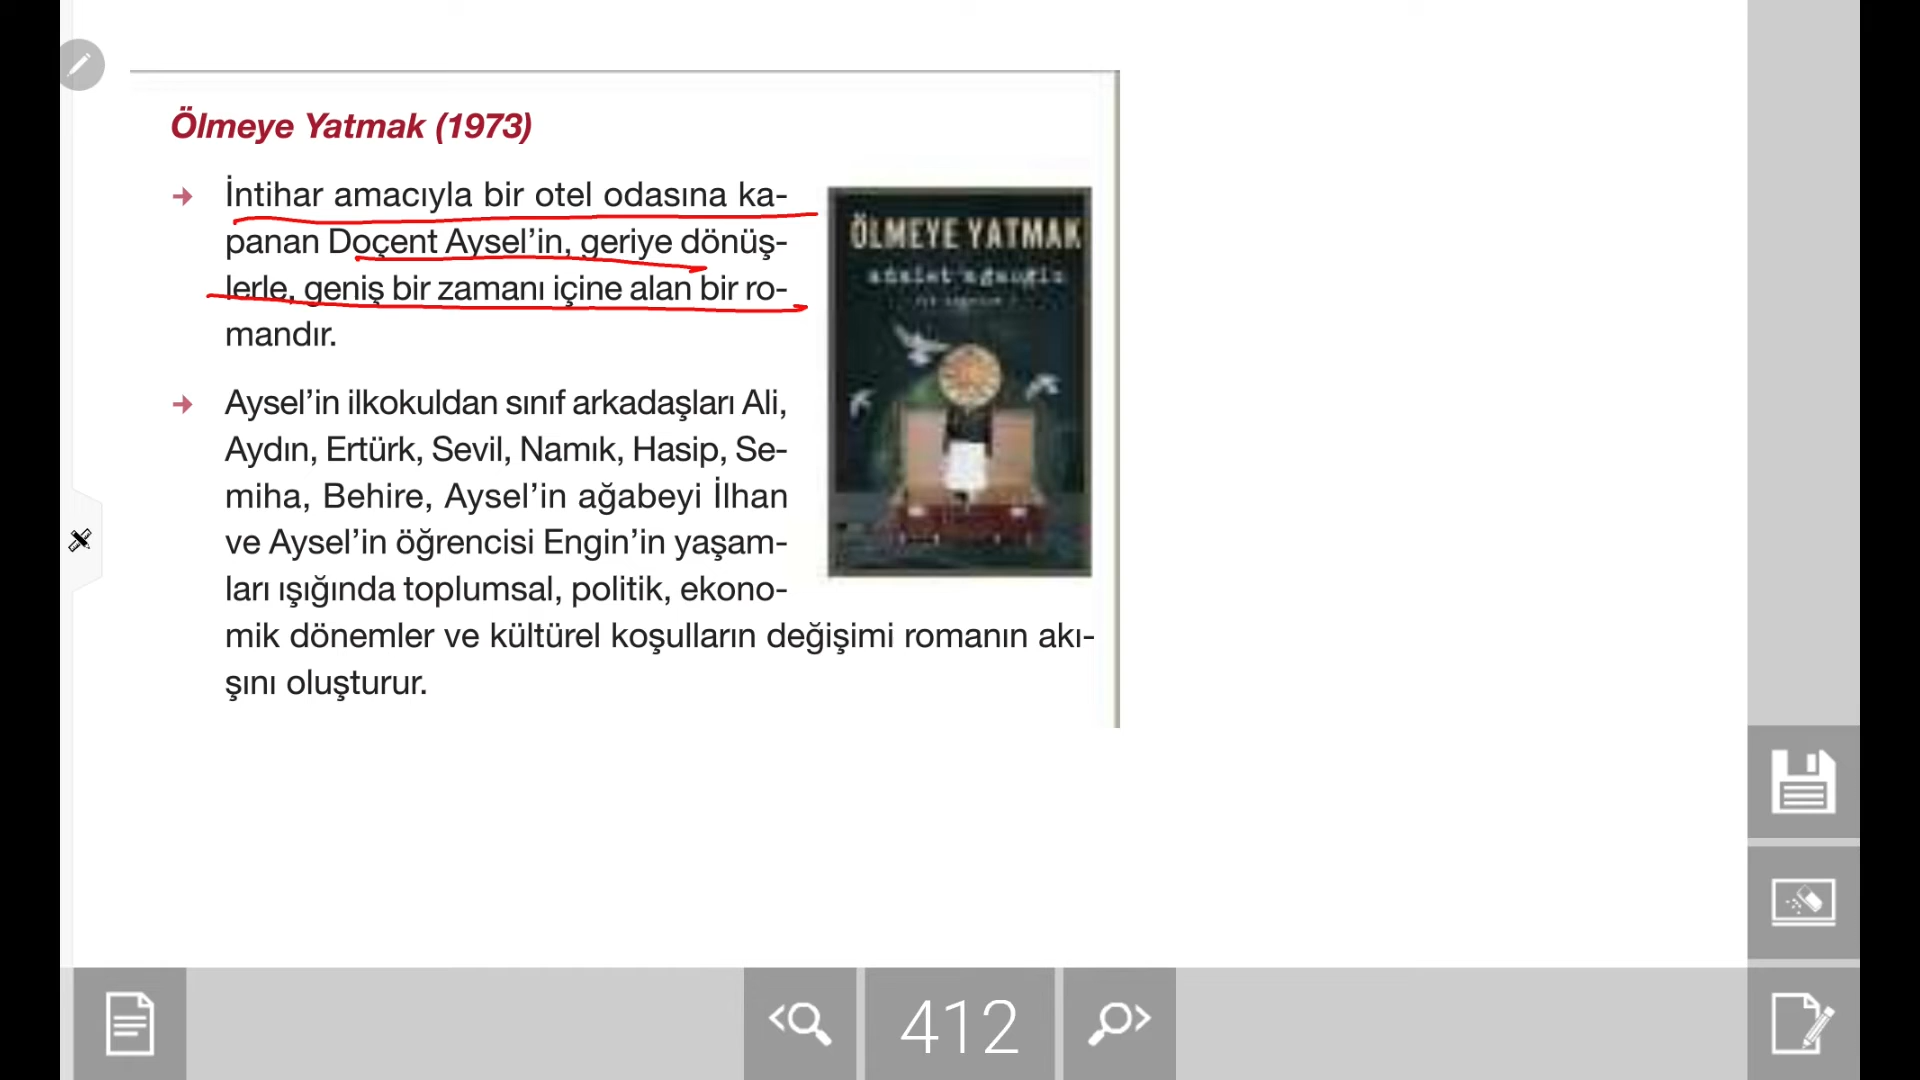 Ölmeye Yatmak (1973)
→ İntihar amacıyla bir otel odasına ka-
panan Doçent Aysel’in, geriye dönüş-
lerle, geniş bir zamanı içine alan bir ro-
mandır.
→ Aysel’in ilkokuldan sınıf arkadaşları Ali,
Aydın, Ertürk, Sevil, Namık, Hasip, Se-
miha, Behire, Aysel’in ağabeyi İlhan
ve Aysel’in öğrencisi Engin’in yaşam-
ları ışığında toplumsal, politik, ekono-
mik dönemler ve kültürel koşulların değişimi romanın akı-
şını oluşturur.
ÖLMEYE YATMAK
adalet ağaoğlu
412